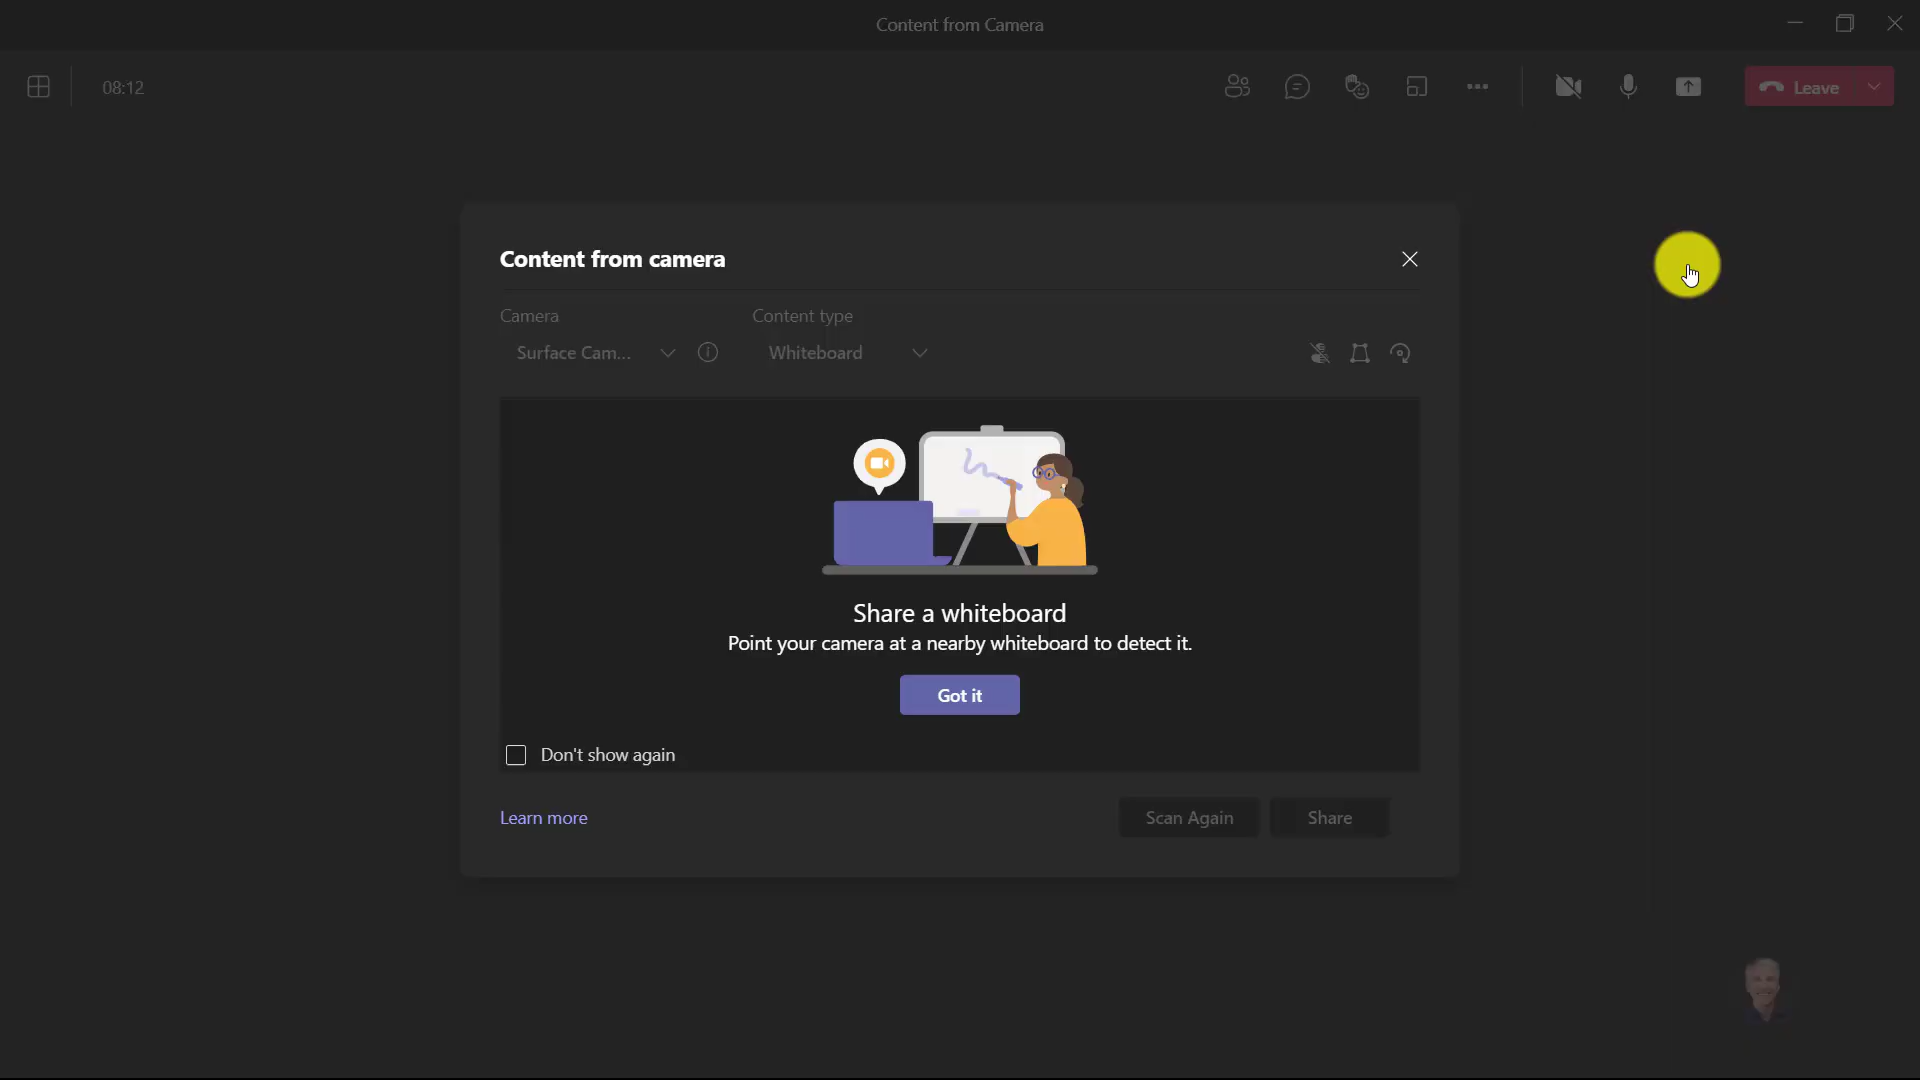 Content from Camera
08:12
Leave
Content from camera
Camera
Content type
Surface Cam...
Whiteboard
Share a whiteboard
Point your camera at a nearby whiteboard to detect it.
Got it
Don't show again
Learn more
Scan Again
Share